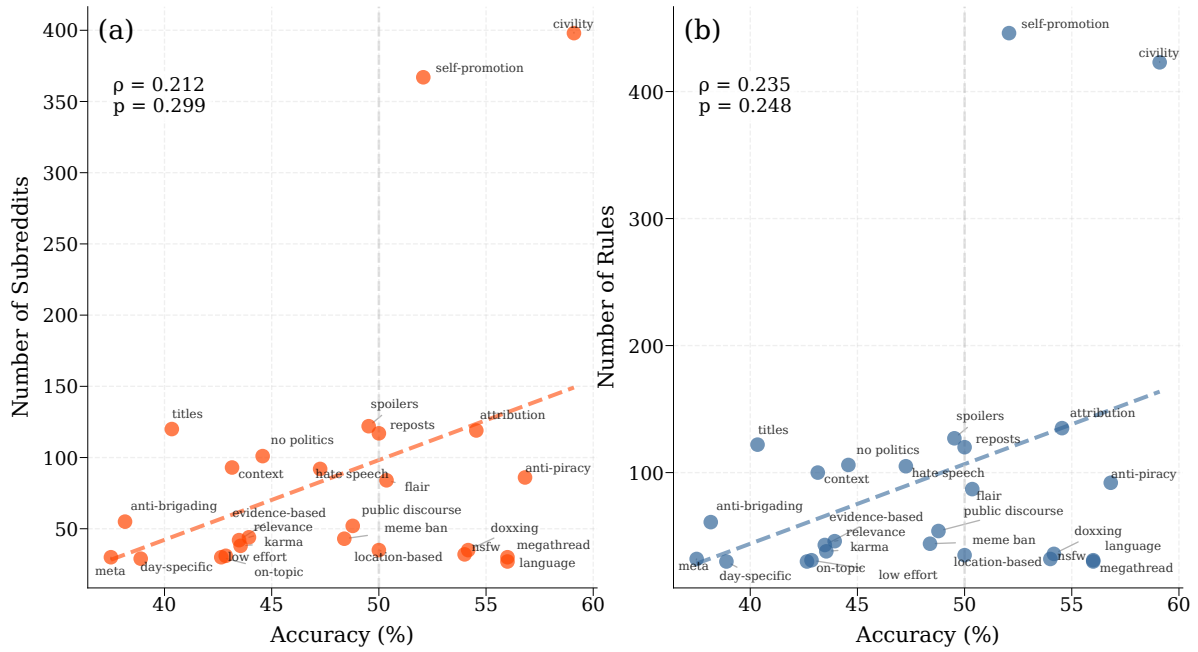 (a)
ρ = 0.212
p = 0.299
Number of Subreddits
400
350
300
250
200
150
100
50
civility
self-promotion
titles
spoilers
reposts
attribution
no politics
context
hate speech
flair
anti-piracy
anti-brigading
evidence-based
relevance
karma
public discourse
meme ban
doxxing
nsfw
megathread
language
location-based
low effort
on-topic
day-specific
meta
40
45
50
55
60
Accuracy (%)
(b)
ρ = 0.235
p = 0.248
Number of Rules
400
300
200
100
self-promotion
civility
titles
spoilers
reposts
attribution
no politics
context
hate speech
flair
anti-piracy
anti-brigading
evidence-based
relevance
karma
public discourse
meme ban
doxxing
nsfw
language
megathread
location-based
on-topic
low effort
day-specific
meta
40
45
50
55
60
Accuracy (%)